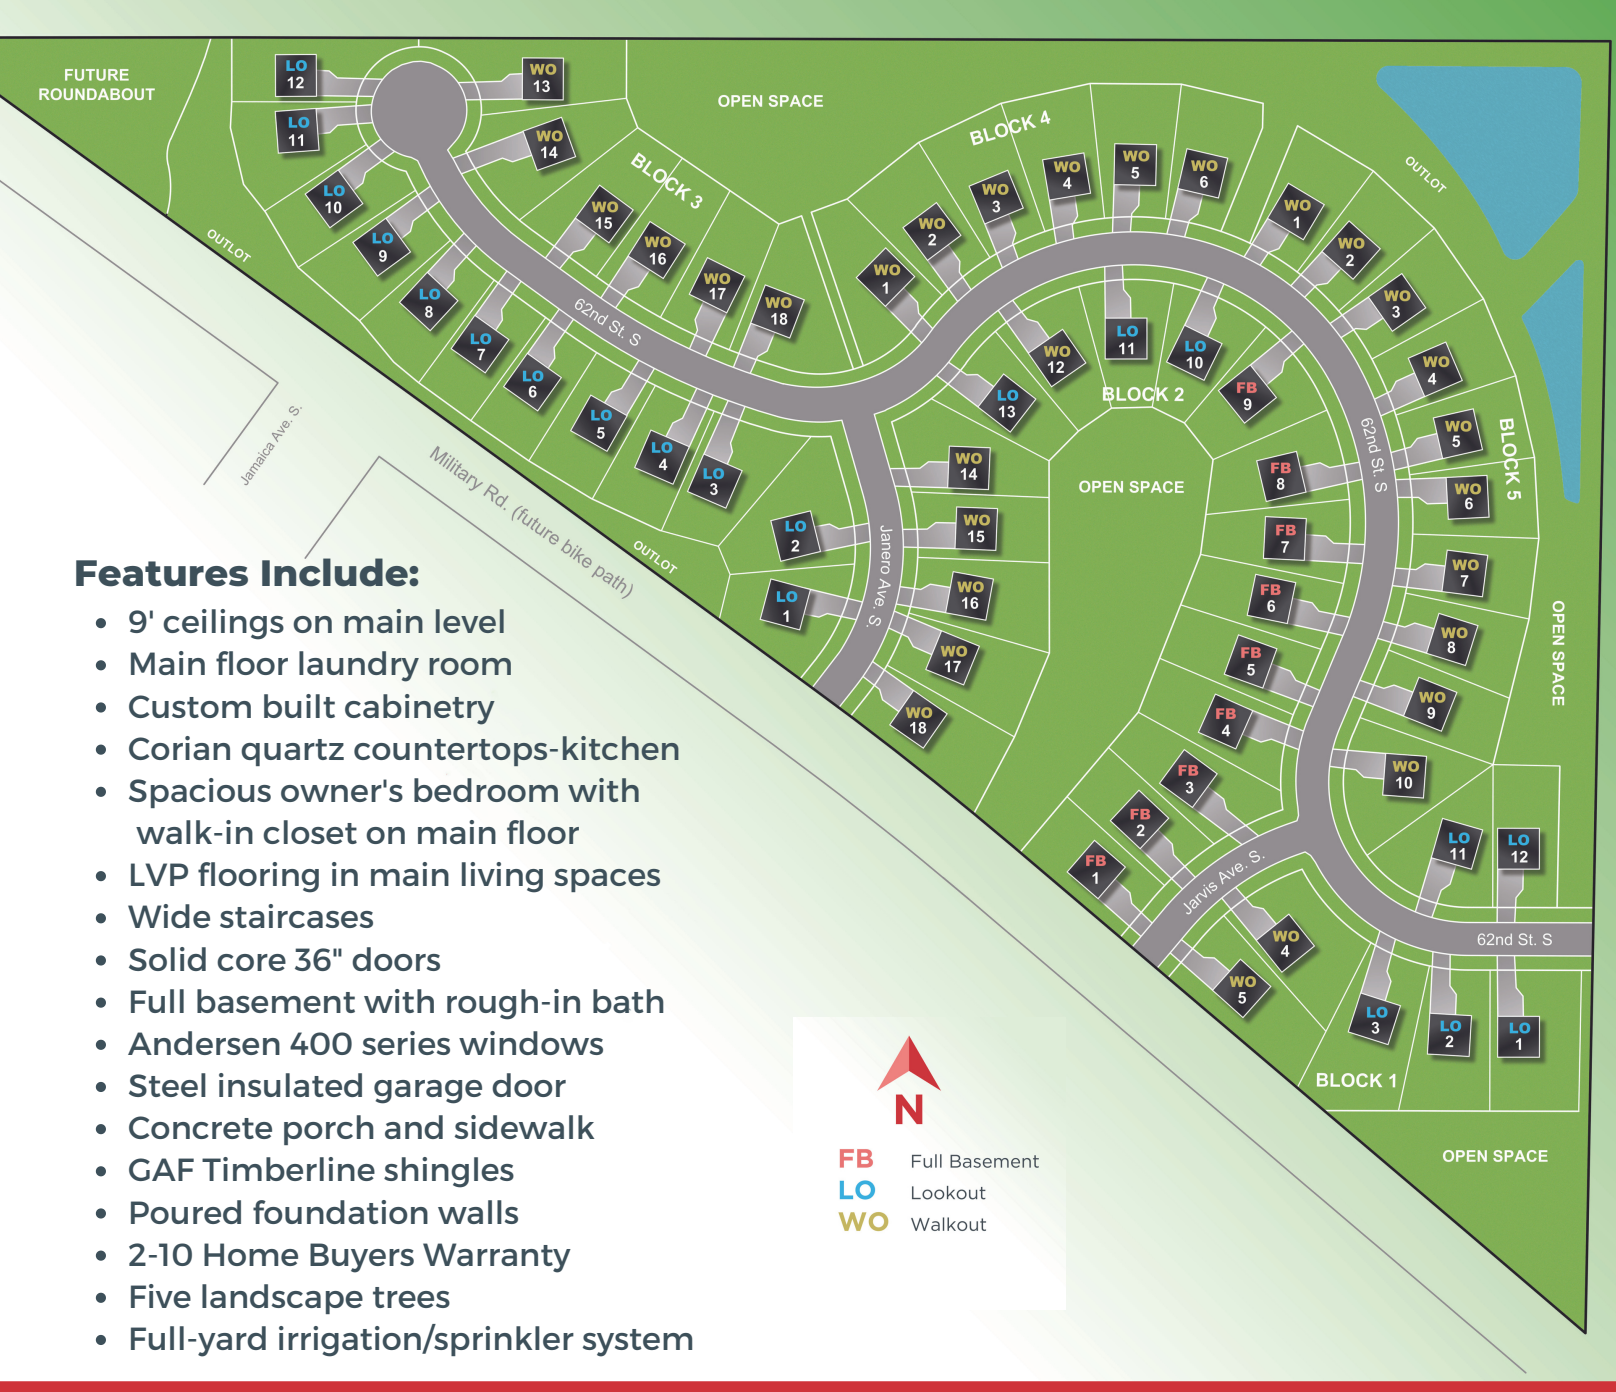 FUTURE
ROUNDABOUT
LO
12
LO
11
LO
10
LO
9
LO
8
LO
7
LO
6
LO
5
LO
4
LO
3
LO
2
LO
1
WO
13
WO
14
BLOCK 3
WO
15
WO
16
WO
17
WO
18
OPEN SPACE
OUTLOT
62nd St. S
OUTLOT
Jamaica Ave. S.
Military Rd. (future bike path)
BLOCK 4
WO
1
WO
2
WO
3
WO
4
WO
5
WO
6
OUTLOT
WO
1
WO
2
WO
3
WO
4
WO
5
WO
6
WO
7
WO
8
WO
9
WO
10
LO
11
LO
12
BLOCK 5
OPEN SPACE
62nd St. S
BLOCK 2
LO
11
LO
10
FB
9
FB
8
FB
7
FB
6
FB
5
FB
4
FB
3
FB
2
FB
1
WO
12
LO
13
WO
14
WO
15
WO
16
WO
17
WO
18
OPEN SPACE
Janero Ave. S.
Jarvis Ave. S.
62nd St. S
WO
4
WO
5
LO
3
LO
2
LO
1
BLOCK 1
OPEN SPACE
Features Include:
• 9' ceilings on main level
• Main floor laundry room
• Custom built cabinetry
• Corian quartz countertops-kitchen
• Spacious owner's bedroom with
walk-in closet on main floor
• LVP flooring in main living spaces
• Wide staircases
• Solid core 36" doors
• Full basement with rough-in bath
• Andersen 400 series windows
• Steel insulated garage door
• Concrete porch and sidewalk
• GAF Timberline shingles
• Poured foundation walls
• 2-10 Home Buyers Warranty
• Five landscape trees
• Full-yard irrigation/sprinkler system
N
FB Full Basement
LO Lookout
WO Walkout